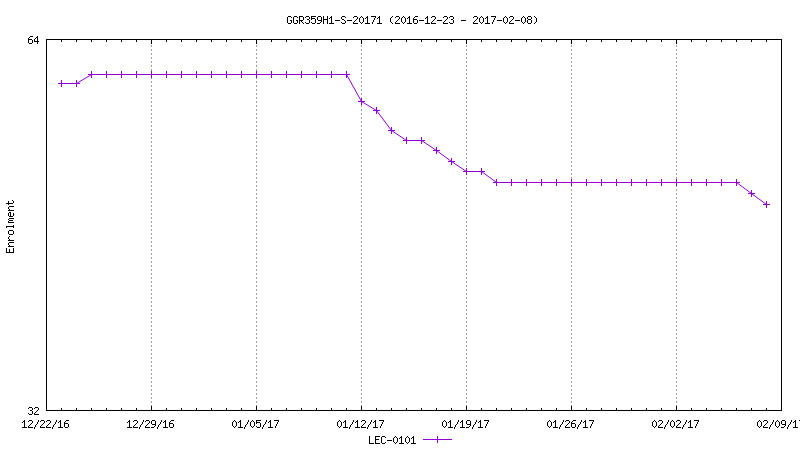 GGR359H1-S-20171 (2016-12-23 - 2017-02-08)
64
Enrolment
32
12/22/16 12/29/16 01/05/17 01/12/17 01/19/17 01/26/17 02/02/17 02/09/17
LEC-0101